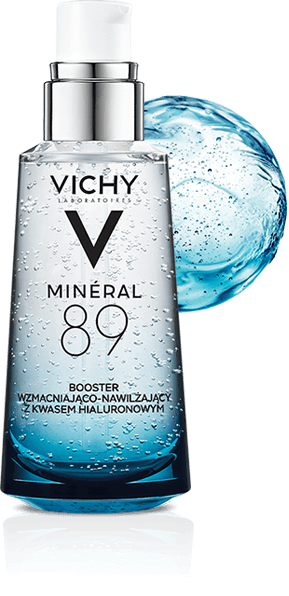 VICHY
LABORATOIRES
V
MINÉRAL
89
BOOSTER
WZMACNIAJĄCO-NAWILŻAJĄCY
Z KWASEM HIALURONOWYM